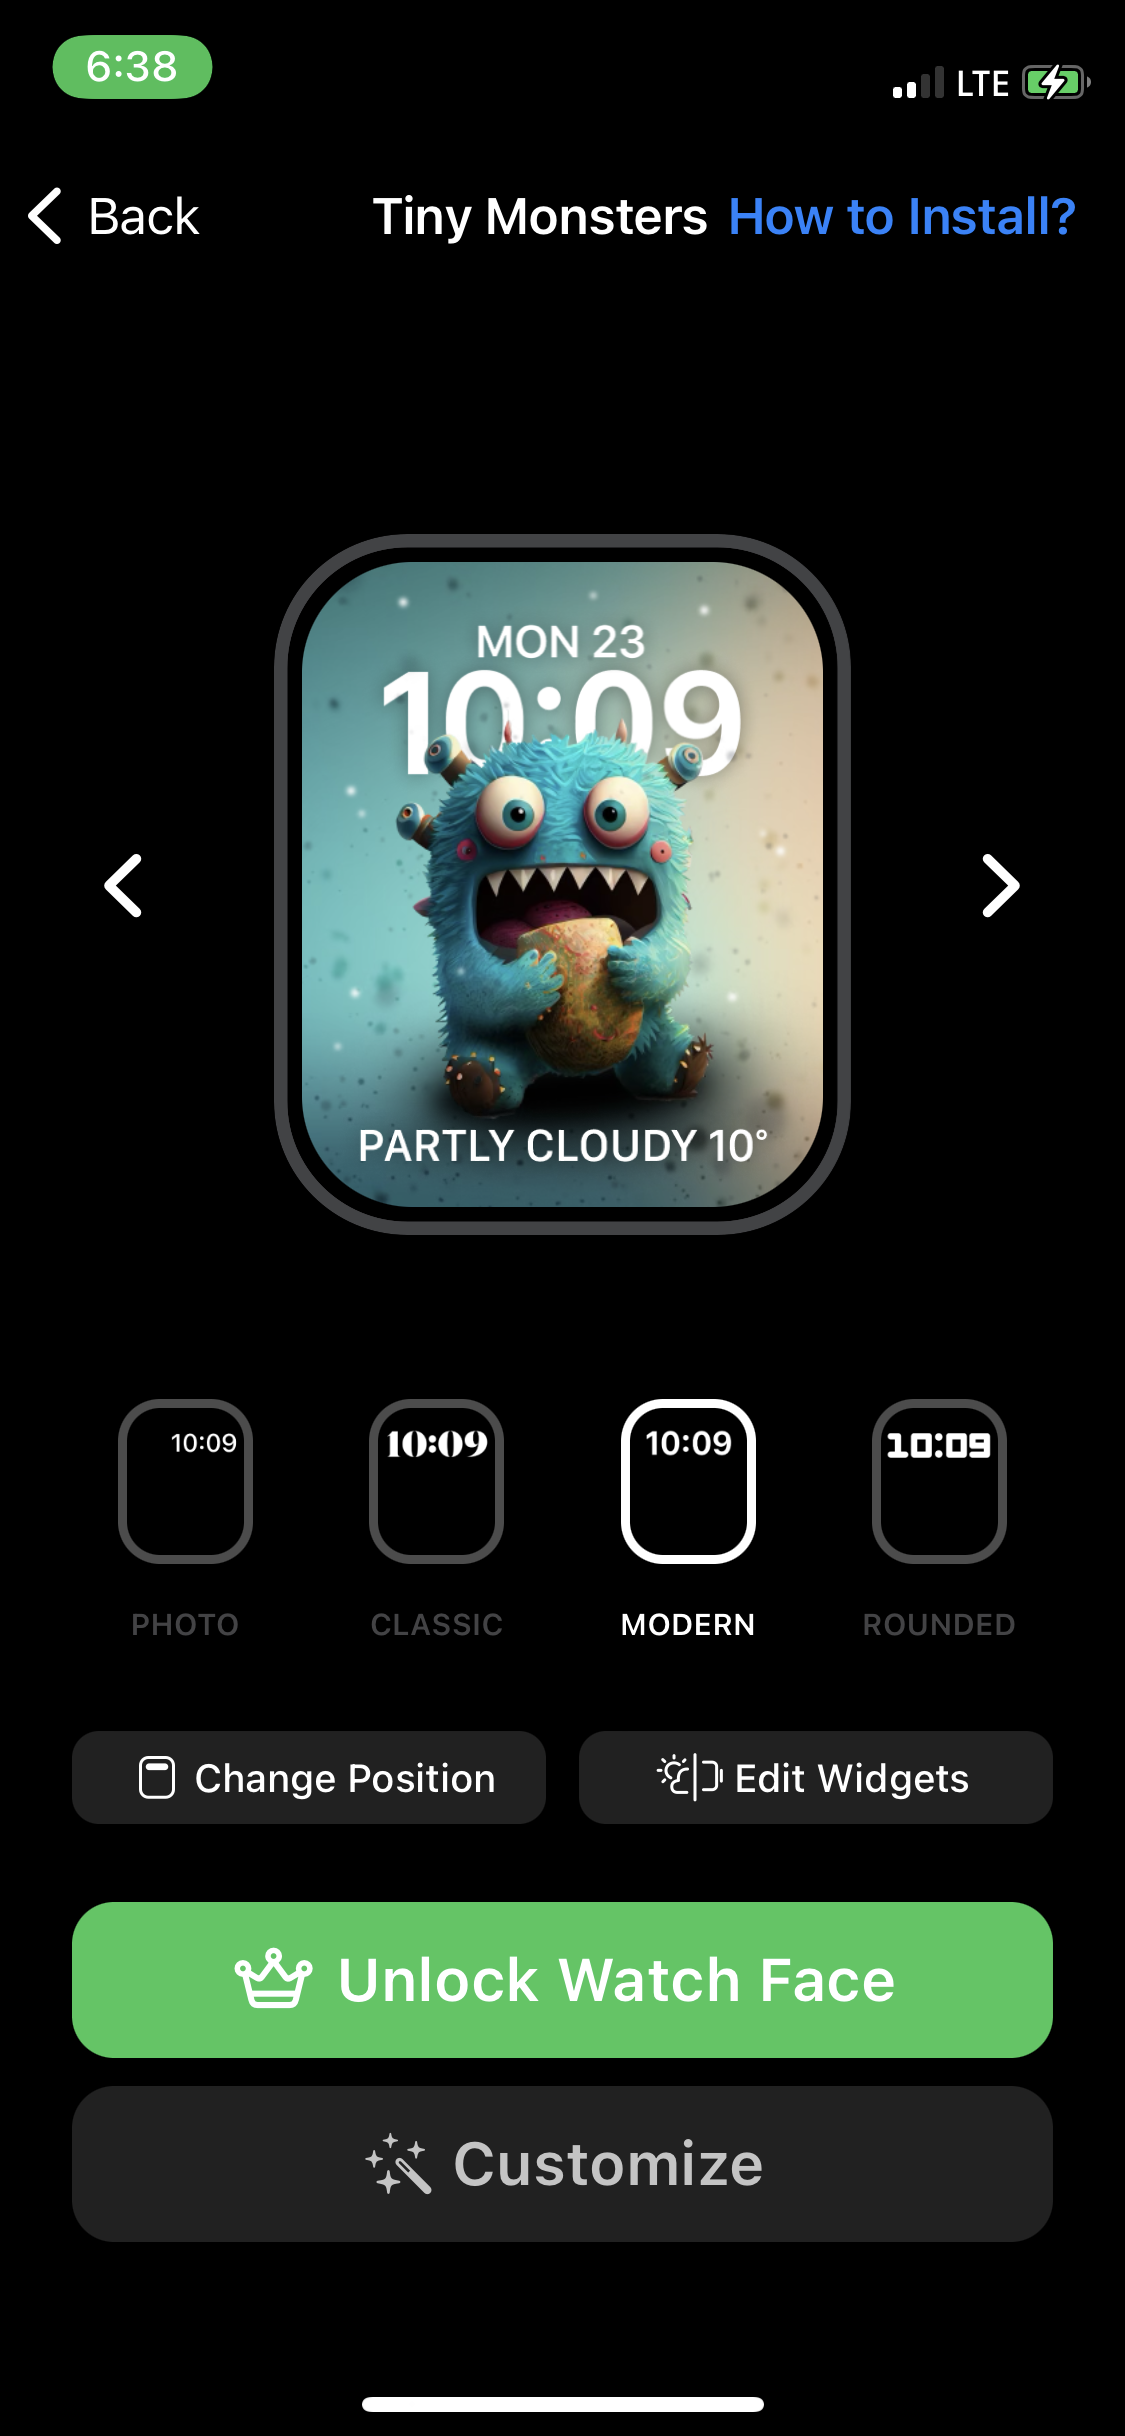 6:38
LTE
Back
Tiny Monsters
How to Install?
MON 23
10:09
PARTLY CLOUDY 10°
10:09
10:09
10:09
10:09
PHOTO
CLASSIC
MODERN
ROUNDED
Change Position
Edit Widgets
Unlock Watch Face
Customize